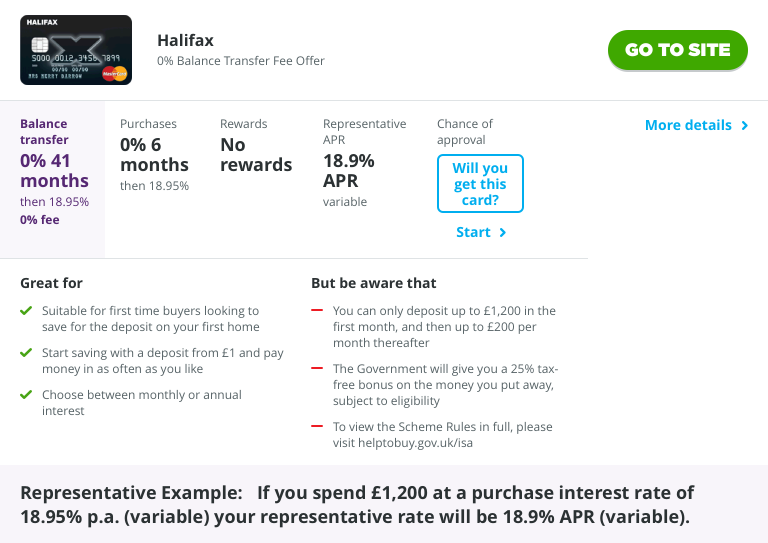 HALIFAX
5000 0012 3456 7899
00/00 00/00
MasterCard
Halifax
0% Balance Transfer Fee Offer
GO TO SITE
Balance
transfer
0% 41
months
then 18.95%
0% fee
Purchases
0% 6
months
then 18.95%
Rewards
No
rewards
Representative
APR
18.9%
APR
variable
Chance of
approval
Will you
get this
card?
Start
More details
Great for
Suitable for first time buyers looking to
save for the deposit on your first home
Start saving with a deposit from £1 and pay
money in as often as you like
Choose between monthly or annual
interest
But be aware that
You can only deposit up to £1,200 in the
first month, and then up to £200 per
month thereafter
The Government will give you a 25% tax-
free bonus on the money you put away,
subject to eligibility
To view the Scheme Rules in full, please
visit helptobuy.gov.uk/isa
Representative Example: If you spend £1,200 at a purchase interest rate of
18.95% p.a. (variable) your representative rate will be 18.9% APR (variable).